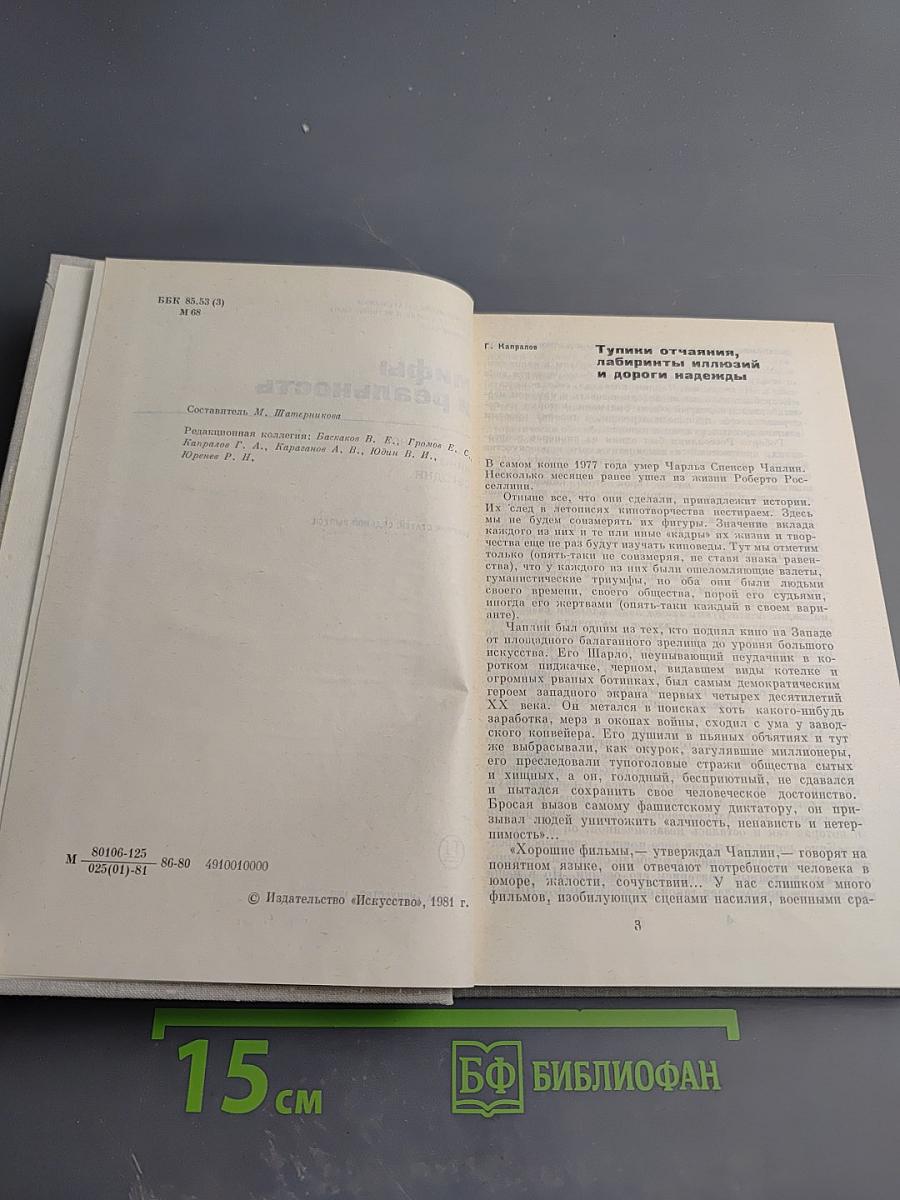 ББК 85.53 (3)
М 68
Составитель М. Шатерникова
Редакционная коллегия: Баскаков В. Е., Громов Е. С.,
Капралов Г. А., Караганов А. В., Юдин В. И.,
Юренев Р. Н.
М 80106-125
025(01)-81 86-80 4910010000
© Издательство «Искусство», 1981 г.
Г. Капралов
Тупики отчаяния,
лабиринты иллюзий
и дороги надежды
В самом конце 1977 года умер Чарльз Спенсер Чаплин.
Несколько месяцев ранее ушел из жизни Роберто Рос-
селлини.
Отныне все, что они сделали, принадлежит истории.
Их след в летописях кинотворчества нестираем. Здесь
мы не будем соизмерять их фигуры. Значение вклада
каждого из них и те или иные «кадры» их жизни и твор-
чества еще не раз будут изучать киноведы. Тут мы отметим
только (опять-таки не соизмеряя, не ставя знака равен-
ства), что у каждого из них были ошеломляющие взлеты,
гуманистические триумфы, но оба они были людьми
своего времени, своего общества, порой его судьями,
иногда его жертвами (опять-таки каждый в своем вари-
анте).
Чаплин был одним из тех, кто поднял кино на Западе
от площадного балаганного зрелища до уровня большого
искусства. Его Шарло, неунывающий неудачник в ко-
ротком пиджачке, черном, видавшем виды котелке и
огромных рваных ботинках, был самым демократическим
героем западного экрана первых четырех десятилетий
XX века. Он метался в поисках хоть какого-нибудь
заработка, мерз в окопах войны, сходил с ума у завод-
ского конвейера. Его душили в пьяных объятиях и тут
же выбрасывали, как окурок, загулявшие миллионеры,
его преследовали тупоголовые стражи общества сытых
и хищных, а он, голодный, бесприютный, не сдавался
и пытался сохранить свое человеческое достоинство.
Бросая вызов самому фашистскому диктатору, он при-
зывал людей уничтожить «алчность, ненависть и нетер-
пимость»...
«Хорошие фильмы,— утверждал Чаплин,— говорят на
понятном языке, они отвечают потребности человека в
юморе, жалости, сочувствии... У нас слишком много
фильмов, изобилующих сценами насилия, военными сра-
3
15 см
БФ БИБЛИОФАН